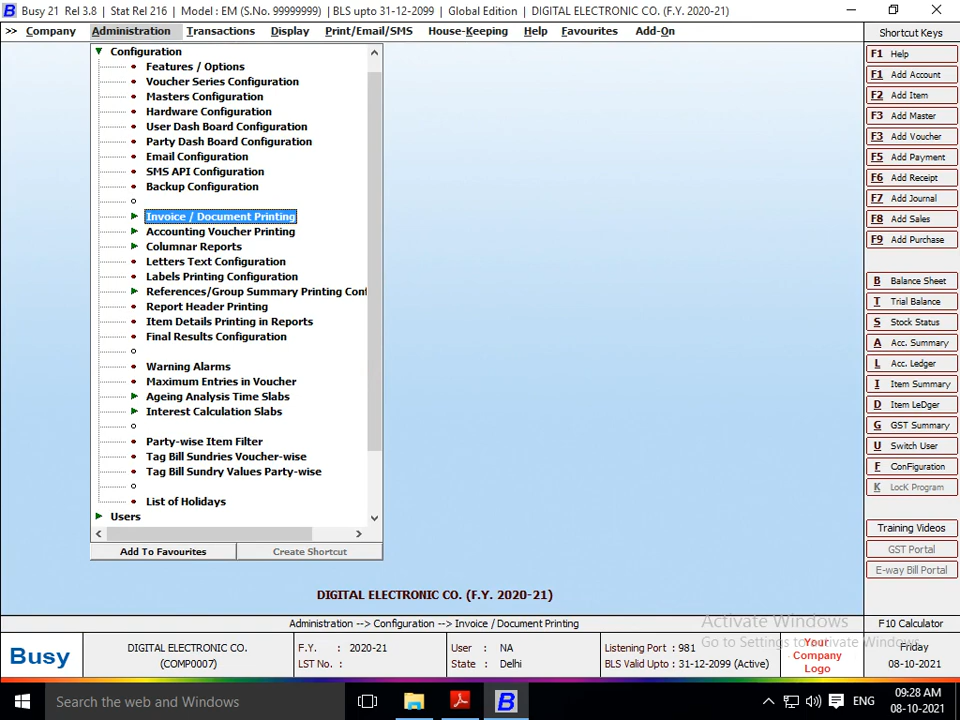 Busy 21 Rel 3.8 | Stat Rel 216 | Model : EM (S.No. 99999999) | BLS upto 31-12-2099 | Global Edition | DIGITAL ELECTRONIC CO. (F.Y. 2020-21)
>> Company Administration Transactions Display Print/Email/SMS House-Keeping Help Favourites Add-On
Configuration
Features / Options
Voucher Series Configuration
Masters Configuration
Hardware Configuration
User Dash Board Configuration
Party Dash Board Configuration
Email Configuration
SMS API Configuration
Backup Configuration
Invoice / Document Printing
Accounting Voucher Printing
Columnar Reports
Letters Text Configuration
Labels Printing Configuration
References/Group Summary Printing Conf
Report Header Printing
Item Details Printing in Reports
Final Results Configuration
Warning Alarms
Maximum Entries in Voucher
Ageing Analysis Time Slabs
Interest Calculation Slabs
Party-wise Item Filter
Tag Bill Sundries Voucher-wise
Tag Bill Sundry Values Party-wise
List of Holidays
Users
Add To Favourites Create Shortcut
Shortcut Keys
F1 Help
F1 Add Account
F2 Add Item
F3 Add Master
F3 Add Voucher
F5 Add Payment
F6 Add Receipt
F7 Add Journal
F8 Add Sales
F9 Add Purchase
B Balance Sheet
T Trial Balance
S Stock Status
A Acc. Summary
L Acc. Ledger
I Item Summary
D Item LeDger
G GST Summary
U Switch User
F ConFiguration
K LocK Program
Training Videos
GST Portal
E-way Bill Portal
DIGITAL ELECTRONIC CO. (F.Y. 2020-21)
Administration --> Configuration --> Invoice / Document Printing
F10 Calculator
Activate Windows
Go to Settings to activate Windows.
Busy
DIGITAL ELECTRONIC CO.
(COMP0007)
F.Y. : 2020-21
LST No. :
User : NA
State : Delhi
Listening Port : 981
BLS Valid Upto : 31-12-2099 (Active)
Your
Company
Logo
Friday
08-10-2021
Search the web and Windows
ENG
09:28 AM
08-10-2021